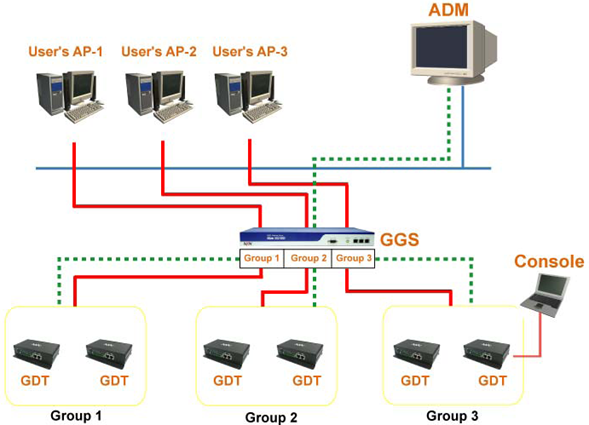 ADM
User's AP-1 User's AP-2 User's AP-3
GGS
Group 1 Group 2 Group 3
Console
GDT GDT GDT GDT GDT GDT
Group 1 Group 2 Group 3